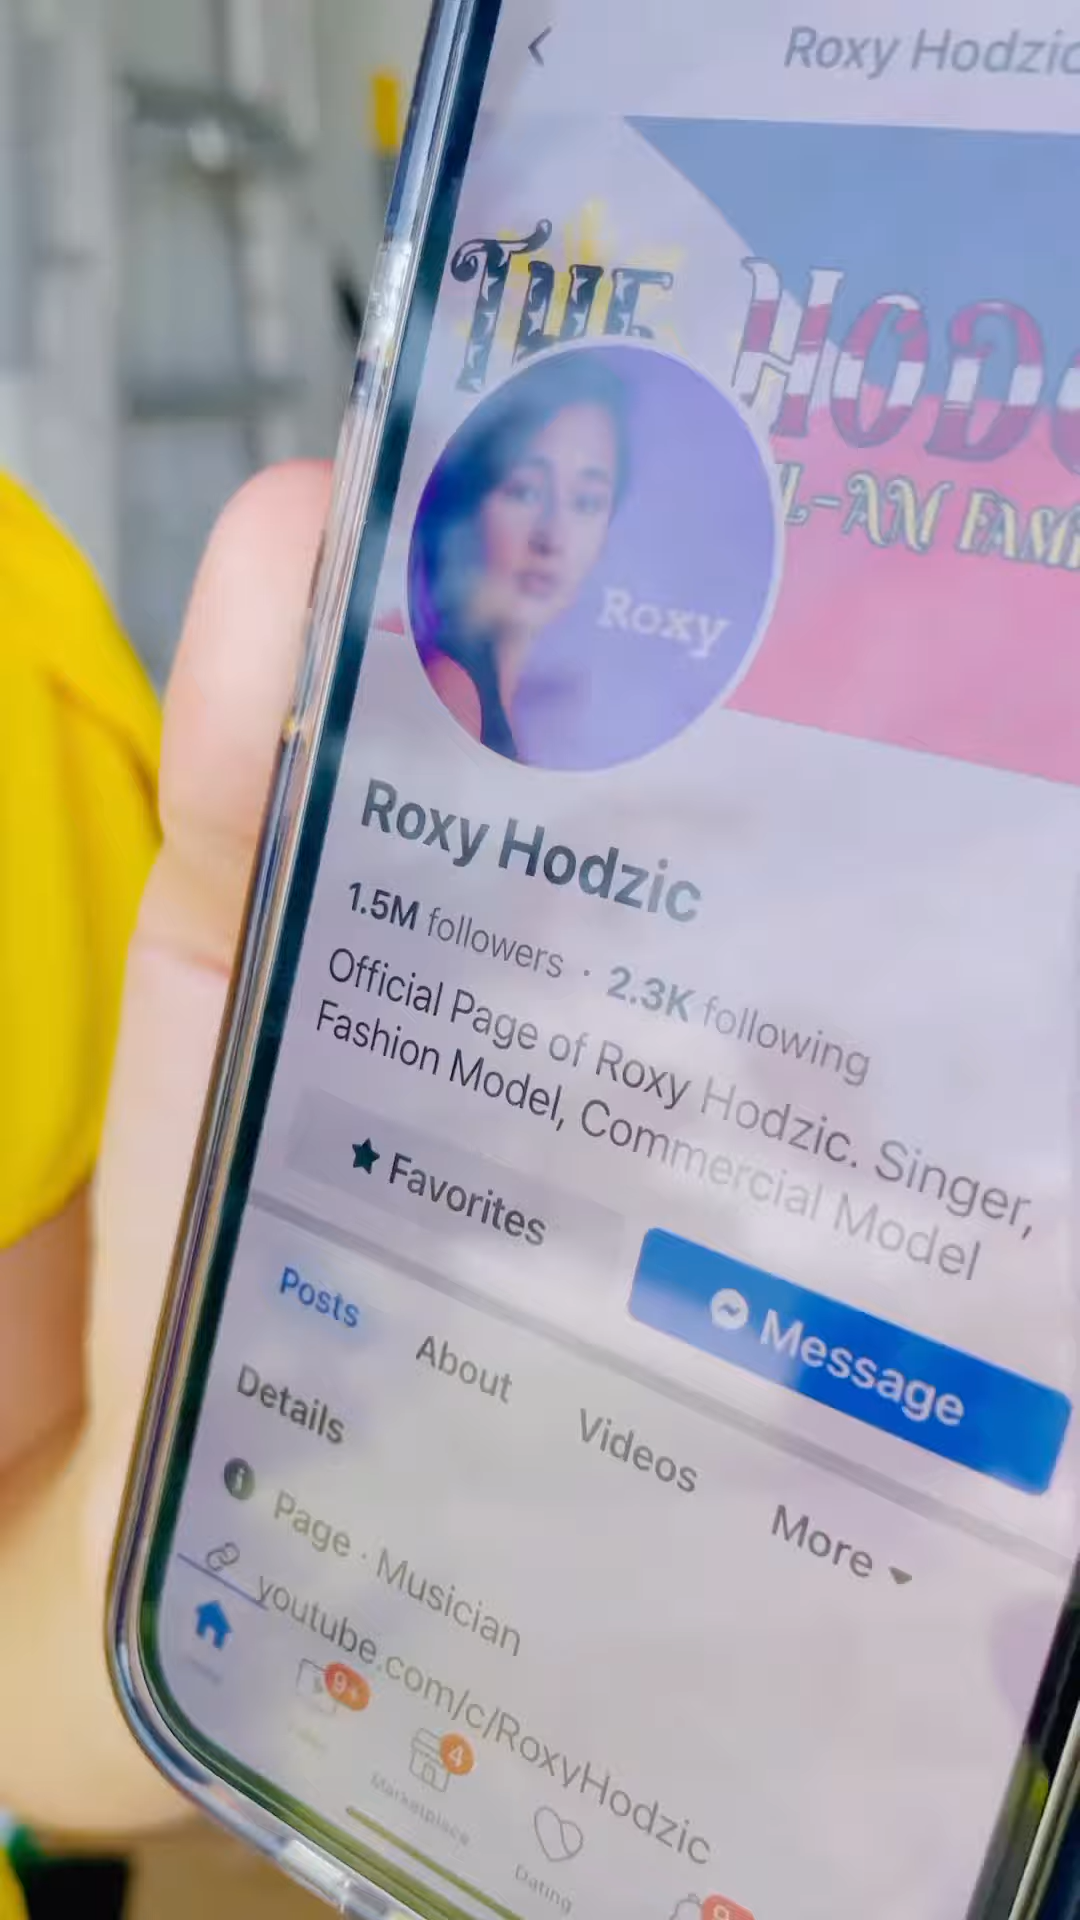 Roxy Hodzic
THE HOD
L-AM FAM
Roxy
Roxy Hodzic
1.5M followers · 2.3K following
Official Page of Roxy Hodzic. Singer,
Fashion Model, Commercial Model
Favorites
Message
Posts About Videos More
Details
Page · Musician
youtube.com/c/RoxyHodzic
9+
4
Marketplace
Dating
9